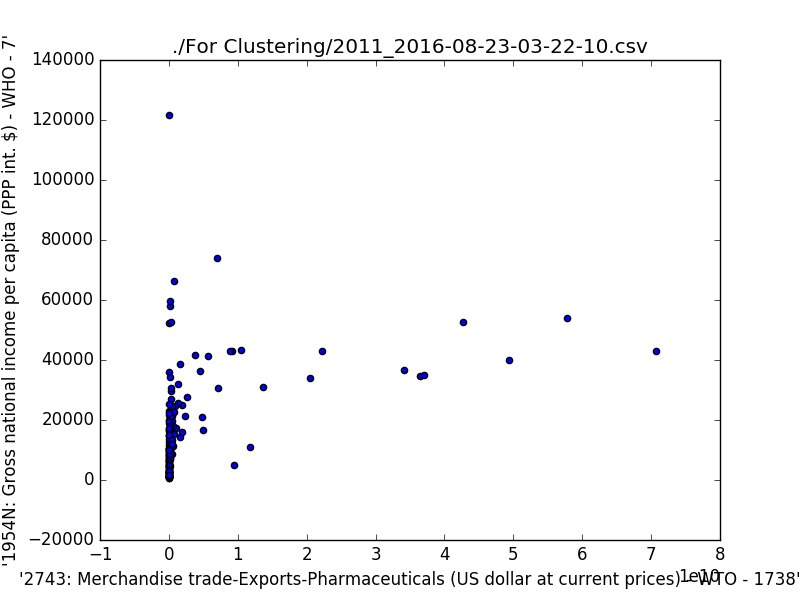 ./For Clustering/2011_2016-08-23-03-22-10.csv
'1954N: Gross national income per capita (PPP int. $) - WHO - 7'
140000
120000
100000
80000
60000
40000
20000
0
−20000
−1 0 1 2 3 4 5 6 7 8
1e10
'2743: Merchandise trade-Exports-Pharmaceuticals (US dollar at current prices) - WTO - 1738'